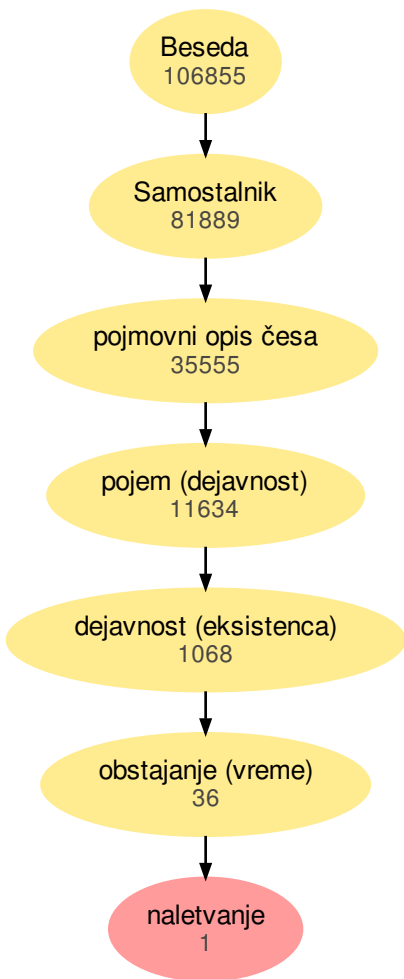 Beseda
106855
Samostalnik
81889
pojmovni opis česa
35555
pojem (dejavnost)
11634
dejavnost (eksistenca)
1068
obstajanje (vreme)
36
naletvanje
1